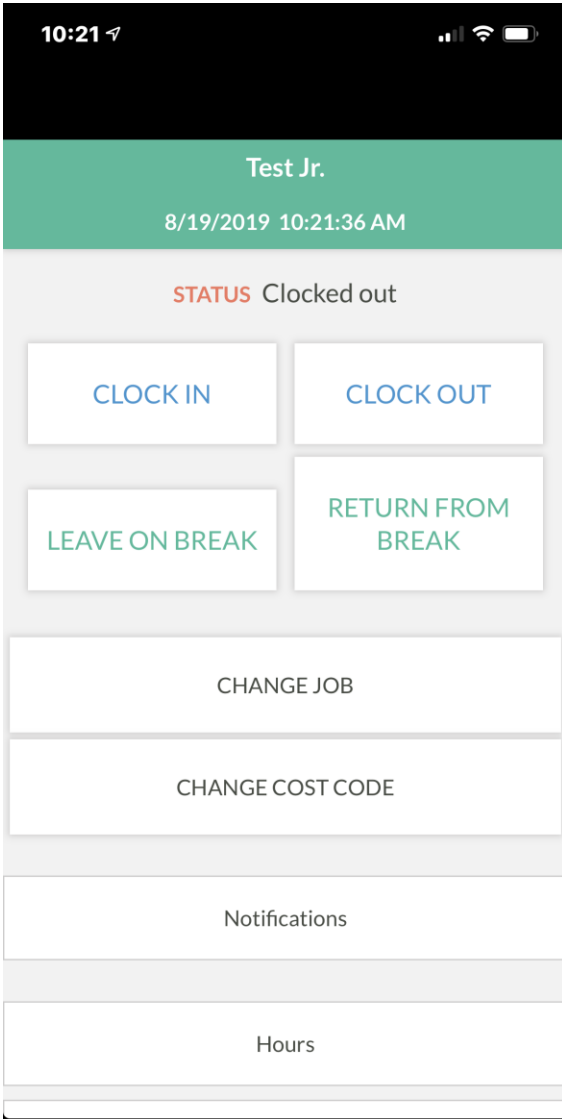 10:21
Test Jr.
8/19/2019 10:21:36 AM
STATUS Clocked out
CLOCK IN
CLOCK OUT
LEAVE ON BREAK
RETURN FROM
BREAK
CHANGE JOB
CHANGE COST CODE
Notifications
Hours